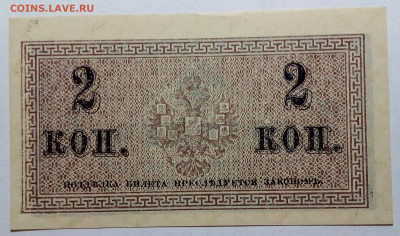 COINS.LAVE.RU
2 2
КОП. КОП.
ПОДДѢЛКА БИЛЕТА ПРЕСЛѢДУЕТСЯ ЗАКОНОМЪ.